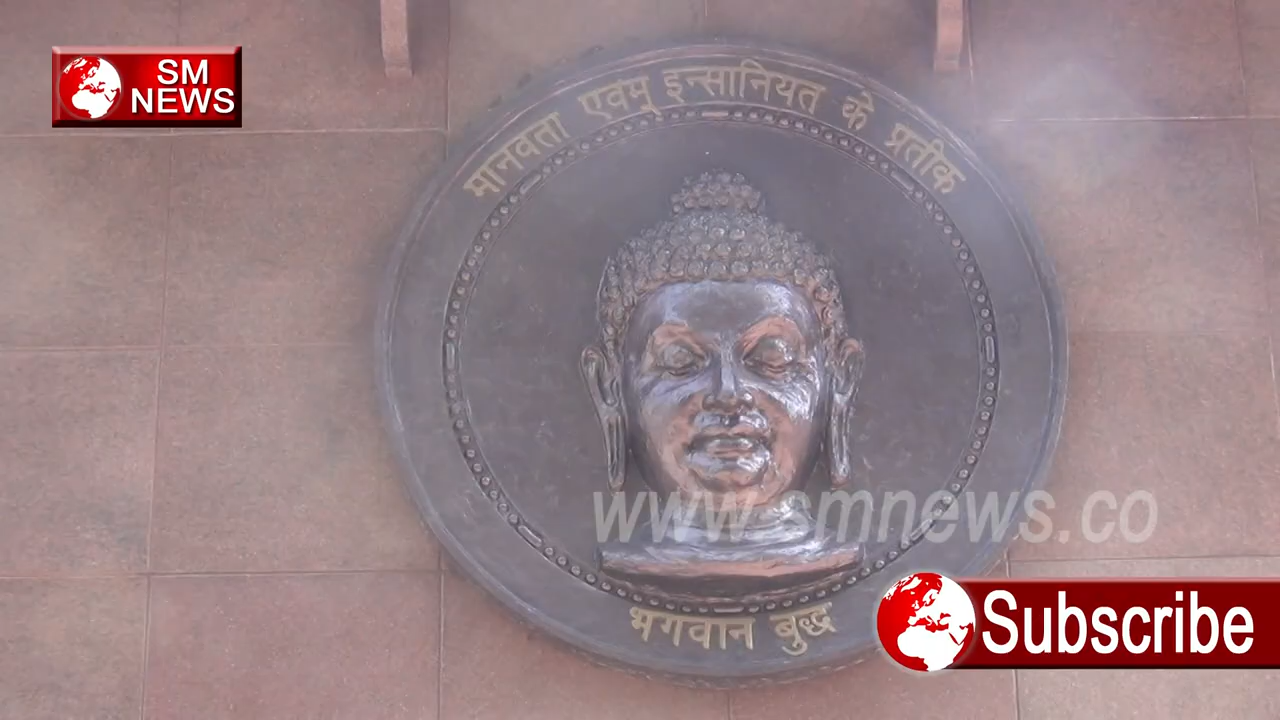 SM
NEWS
मानवता एवम् इन्सानियत के प्रतीक
www.smnews.co
भगवान बुद्ध
Subscribe